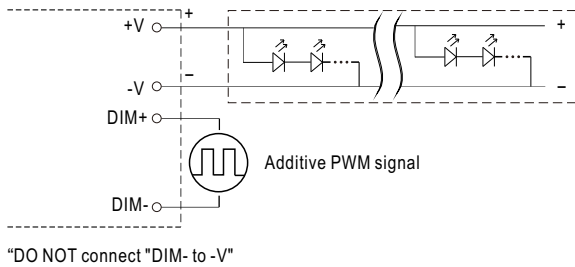 +V + +
-V − −
DIM+
Additive PWM signal
DIM-
“DO NOT connect "DIM- to -V"